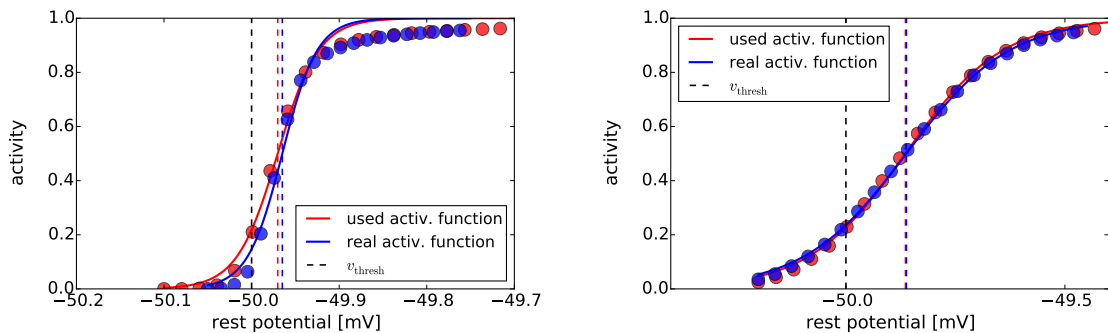 1.0
0.8
0.6
0.4
0.2
0.0
activity
−50.2 −50.1 −50.0 −49.9 −49.8 −49.7
rest potential [mV]
used activ. function
real activ. function
v_thresh
1.0
0.8
0.6
0.4
0.2
0.0
activity
−50.0 −49.5
rest potential [mV]
used activ. function
real activ. function
v_thresh